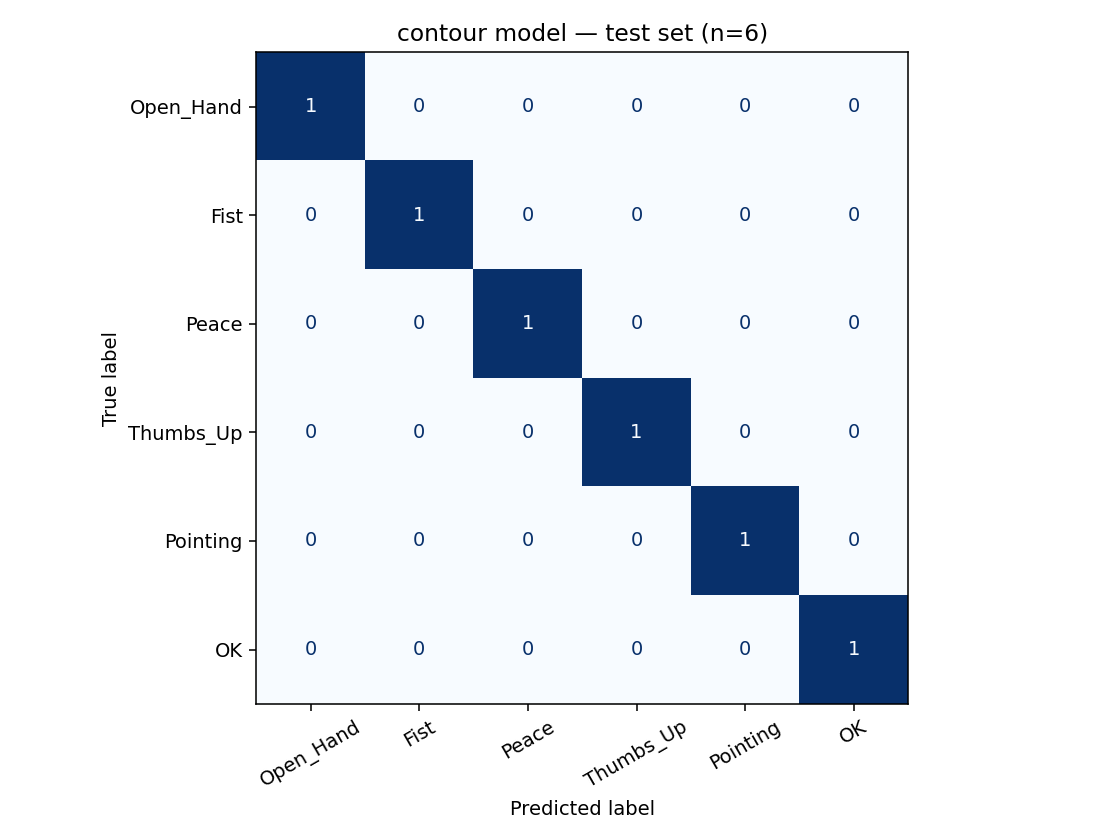 contour model — test set (n=6)
Open_Hand 1 0 0 0 0 0
Fist 0 1 0 0 0 0
Peace 0 0 1 0 0 0
Thumbs_Up 0 0 0 1 0 0
Pointing 0 0 0 0 1 0
OK 0 0 0 0 0 1
True label
Open_Hand Fist Peace Thumbs_Up Pointing OK
Predicted label